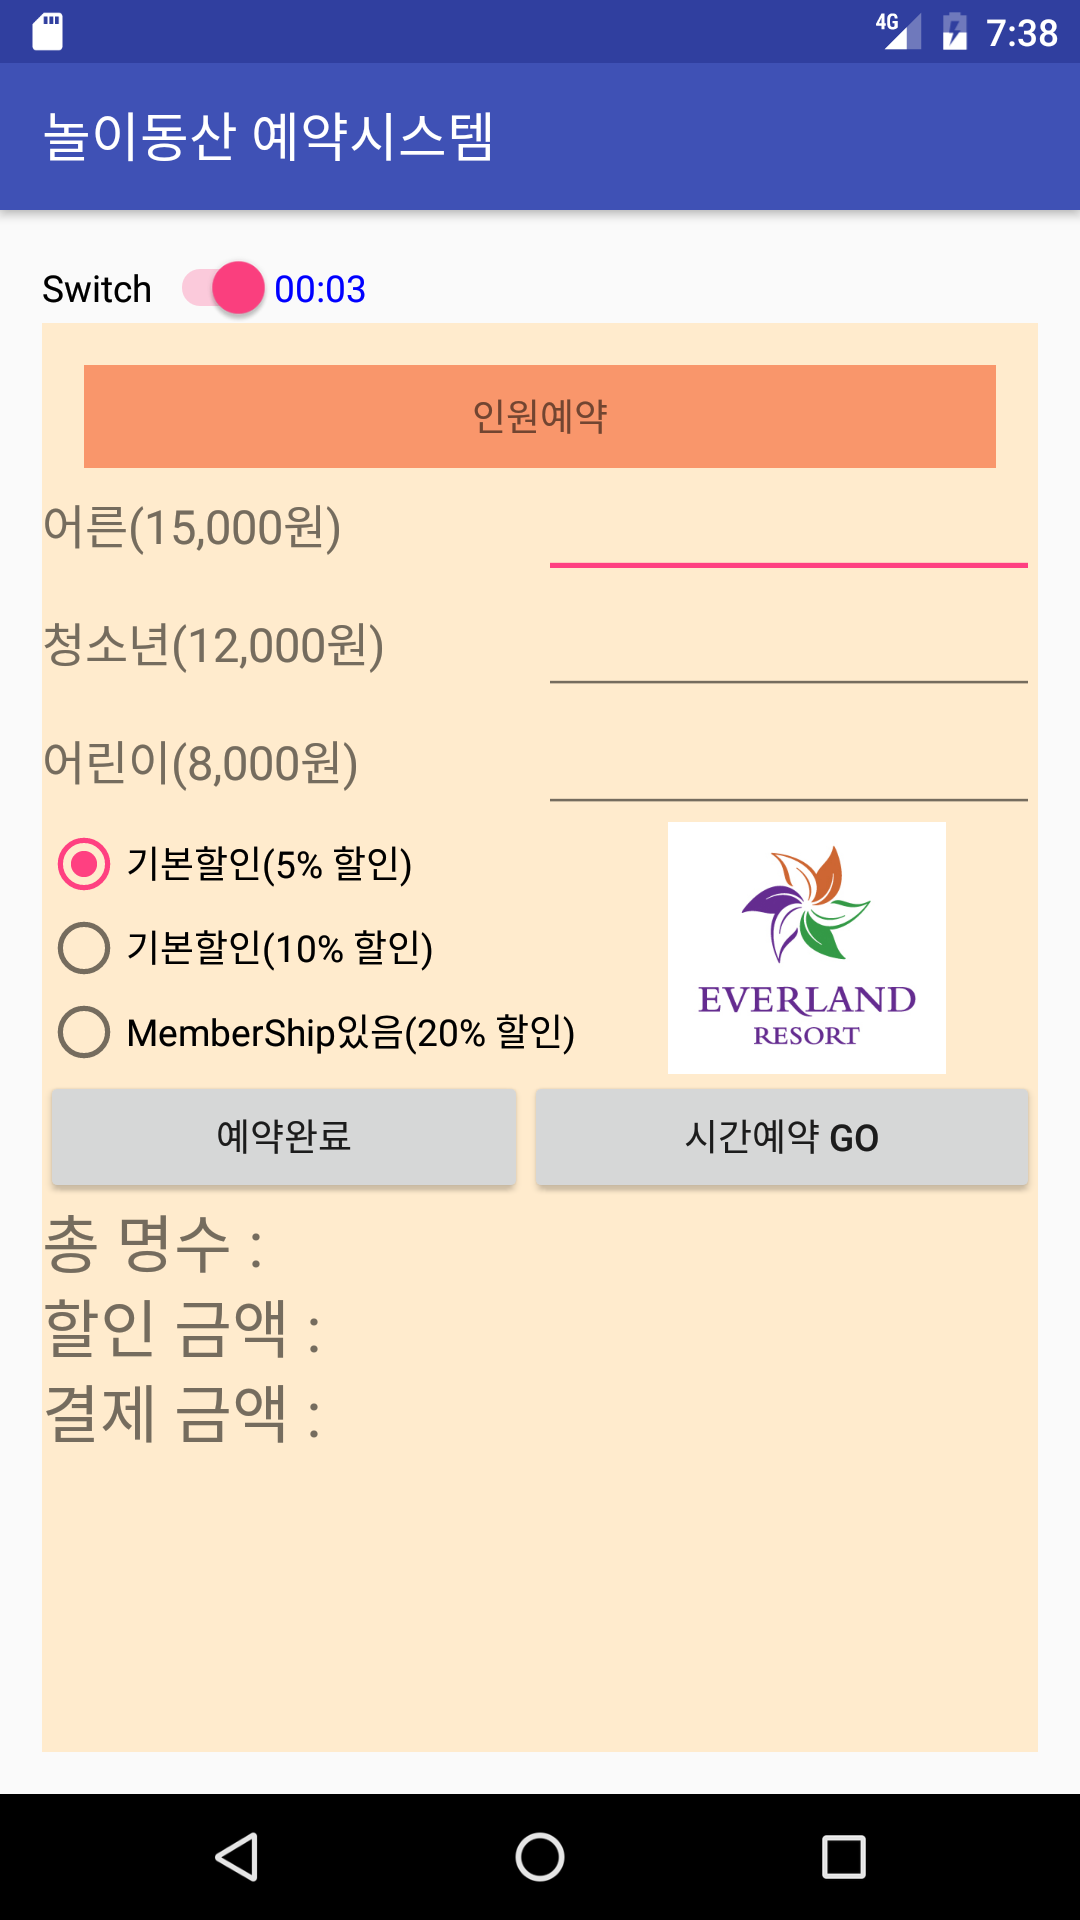 4G 7:38
놀이동산 예약시스템
Switch 00:03
인원예약
어른(15,000원)
청소년(12,000원)
어린이(8,000원)
기본할인(5% 할인)
기본할인(10% 할인)
MemberShip있음(20% 할인)
EVERLAND
RESORT
예약완료 시간예약 GO
총 명수 :
할인 금액 :
결제 금액 :